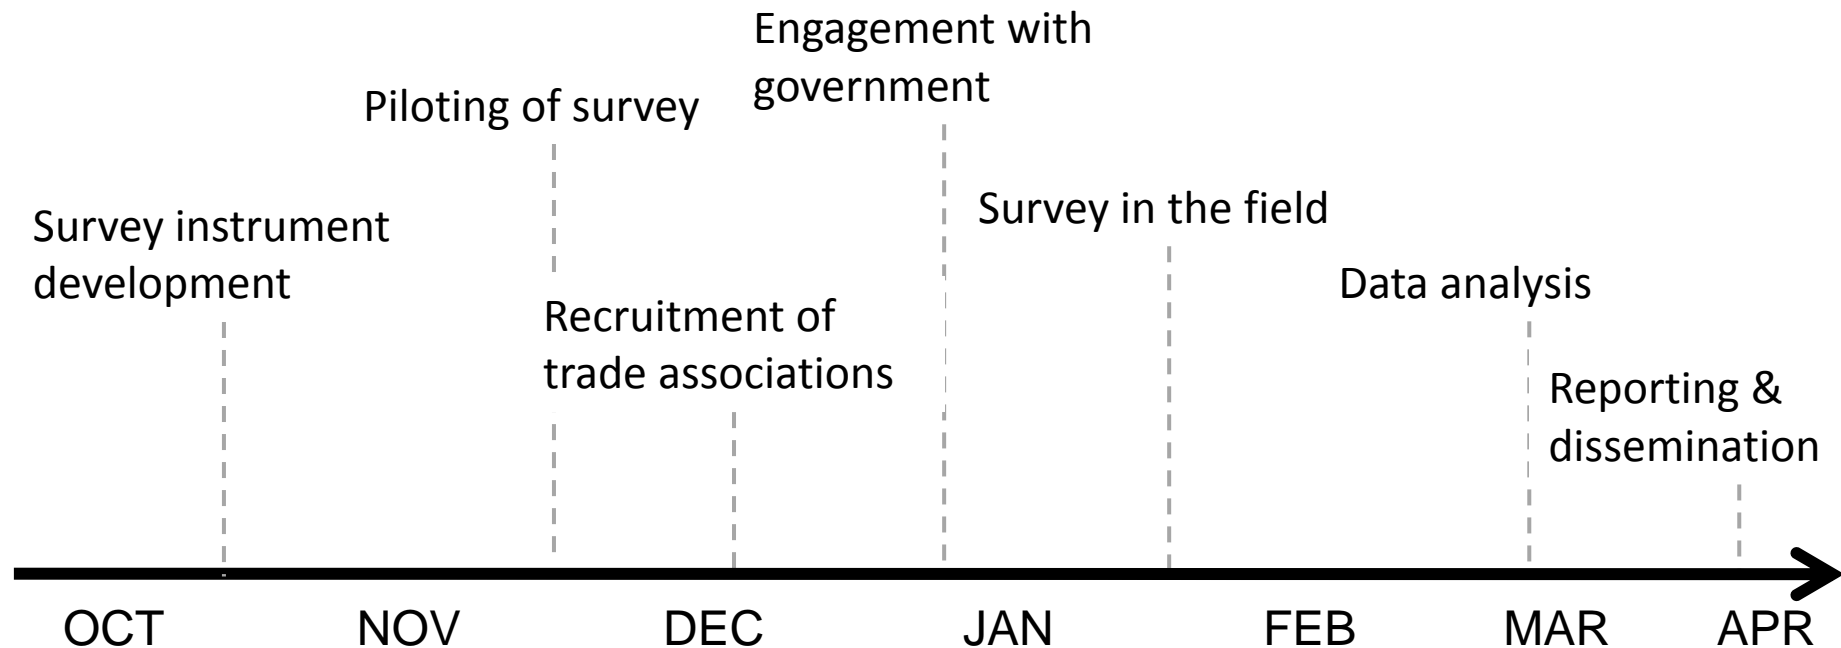 Engagement with
government
Piloting of survey
Survey in the field
Survey instrument
development
Data analysis
Recruitment of
trade associations
Reporting &
dissemination
OCT NOV DEC JAN FEB MAR APR